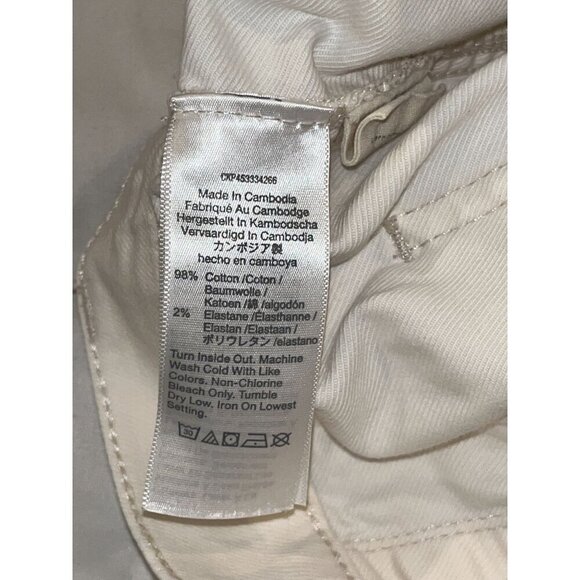 CXP453334266
Made In Cambodia
Fabriqué Au Cambodge
Hergestellt In Kambodscha
Vervaardigd In Cambodja
カンボジア製
hecho en camboya
98% Cotton /Coton/
Baumwolle /
Katoen /綿 /algodón
2% Elastane /Élasthanne /
Elastan /Elastaan /
ポリウレタン /elastano
Turn Inside Out. Machine
Wash Cold With Like
Colors. Non-Chlorine
Bleach Only. Tumble
Dry Low. Iron On Lowest
Setting.
30